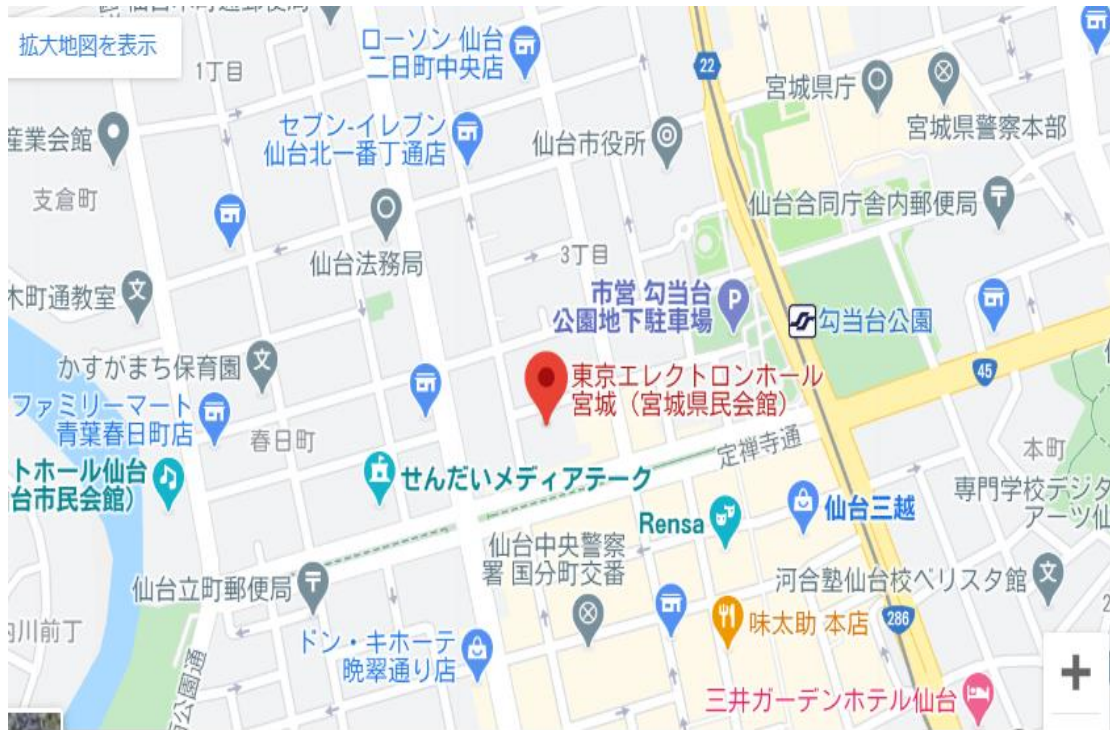 拡大地図を表示
ローソン 仙台
二日町中央店
1丁目
22
宮城県庁
宮城県警察本部
産業会館
セブン-イレブン
仙台北一番丁通店
仙台市役所
支倉町
仙台合同庁舎内郵便局
仙台法務局
3丁目
木町通教室
市営 勾当台
公園地下駐車場
P
勾当台公園
かすがまち保育園
東京エレクトロンホール
宮城（宮城県民会館）
45
ファミリーマート
青葉春日町店
春日町
定禅寺通
本町
トホール仙台
台市民会館）
せんだいメディアテーク
専門学校デジタ
アーツ仙
Rensa
仙台三越
仙台中央警察
署 国分町交番
仙台立町郵便局
河合塾仙台校ベリスタ館
味太助 本店
286
川前丁
ドン・キホーテ
晩翠通り店
公園通
三井ガーデンホテル仙台
+